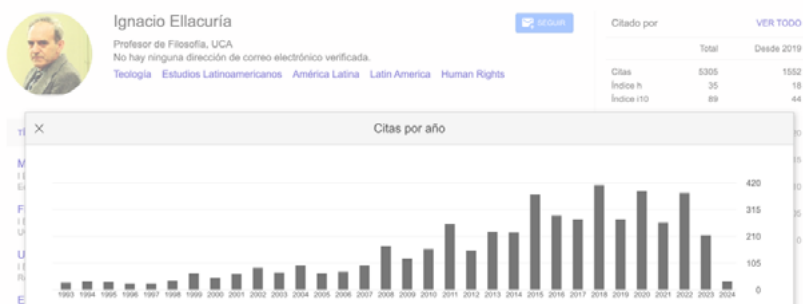 Ignacio Ellacuría
SEGUIR
Profesor de Filosofía, UCA
No hay ninguna dirección de correo electrónico verificada.
Teología Estudios Latinoamericanos América Latina Latin America Human Rights
Citado por VER TODO
Total Desde 2019
Citas 5305 1552
Índice h 35 18
Índice i10 89 44
Citas por año
420
315
210
105
0
1993 1994 1995 1996 1997 1998 1999 2000 2001 2002 2003 2004 2005 2006 2007 2008 2009 2010 2011 2012 2013 2014 2015 2016 2017 2018 2019 2020 2021 2022 2023 2024